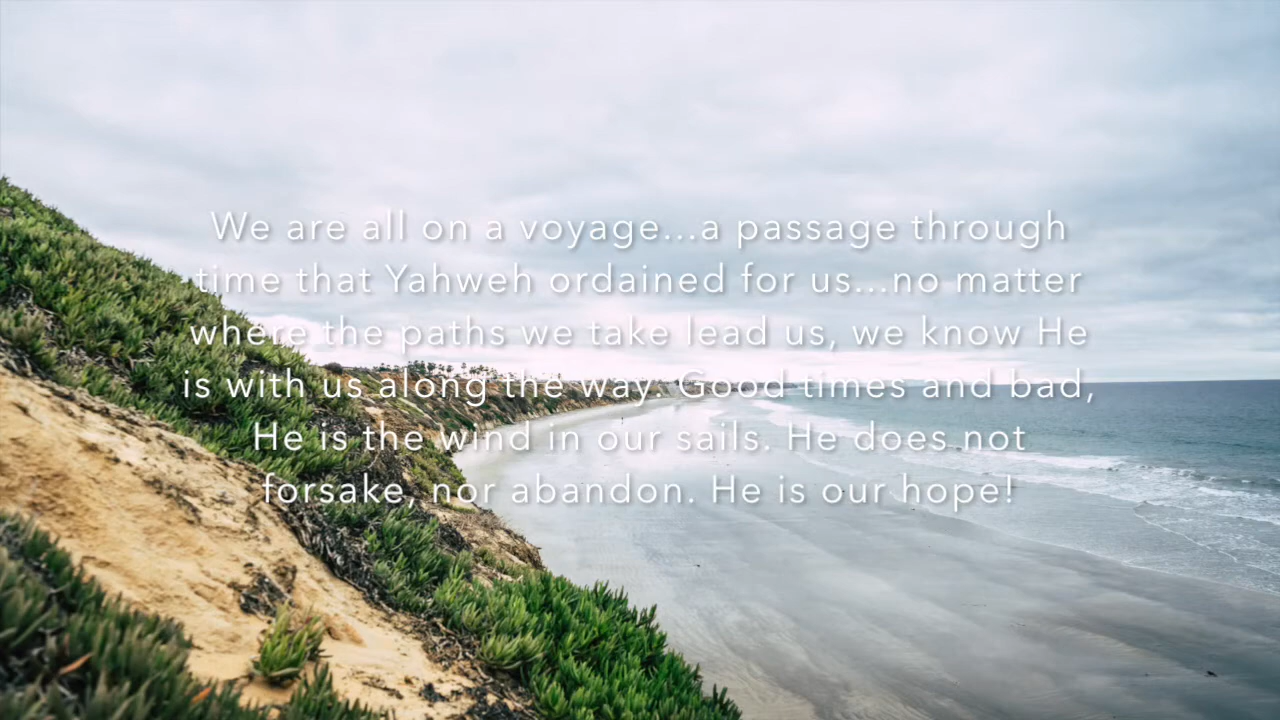 We are all on a voyage...a passage through
time that Yahweh ordained for us...no matter
where the paths we take lead us, we know He
is with us along the way. Good times and bad,
He is the wind in our sails. He does not
forsake, nor abandon. He is our hope!